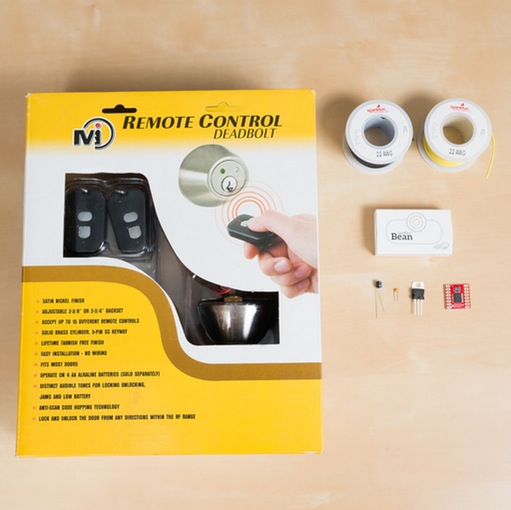 Mi
REMOTE CONTROL
DEADBOLT
SATIN NICKEL FINISH
ADJUSTABLE 2-3/8" OR 2-3/4" BACKSET
ACCEPT UP TO 15 DIFFERENT REMOTE CONTROLS
SOLID BRASS CYLINDER, 5-PIN SC KEYWAY
LIFETIME TARNISH FREE FINISH
EASY INSTALLATION - NO WIRING
FITS MOST DOORS
OPERATE ON 4 AA ALKALINE BATTERIES (SOLD SEPARATELY)
DISTINCT AUDIBLE TONES FOR LOCKING UNLOCKING,
JAMS AND LOW BATTERY
ANTI-SCAN CODE HOPPING TECHNOLOGY
LOCK AND UNLOCK THE DOOR FROM ANY DIRECTIONS WITHIN THE RF RANGE
22 AWG
22 AWG
Bean